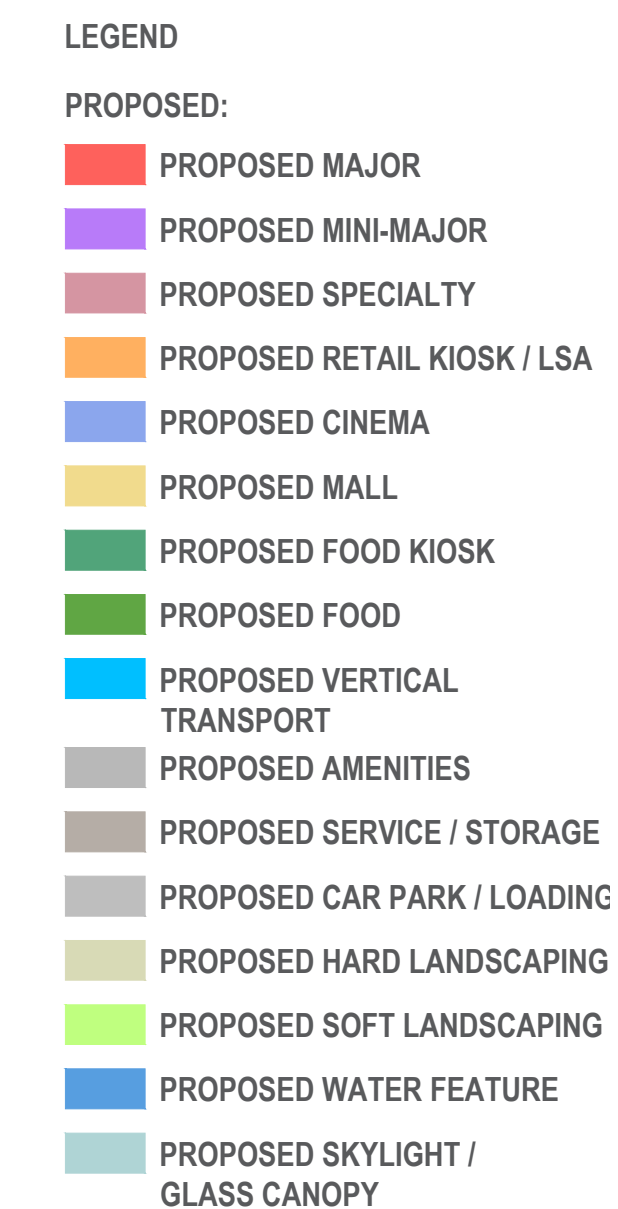 LEGEND
PROPOSED:
PROPOSED MAJOR
PROPOSED MINI-MAJOR
PROPOSED SPECIALTY
PROPOSED RETAIL KIOSK / LSA
PROPOSED CINEMA
PROPOSED MALL
PROPOSED FOOD KIOSK
PROPOSED FOOD
PROPOSED VERTICAL
TRANSPORT
PROPOSED AMENITIES
PROPOSED SERVICE / STORAGE
PROPOSED CAR PARK / LOADING
PROPOSED HARD LANDSCAPING
PROPOSED SOFT LANDSCAPING
PROPOSED WATER FEATURE
PROPOSED SKYLIGHT /
GLASS CANOPY